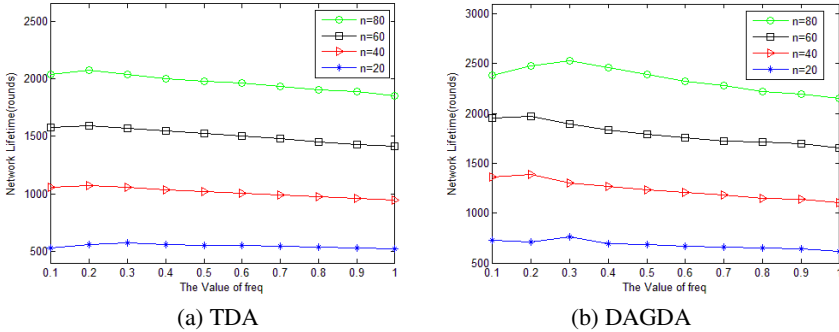 2500
2000
1500
1000
500
Network Lifetime(rounds)
n=80
n=60
n=40
n=20
0.1 0.2 0.3 0.4 0.5 0.6 0.7 0.8 0.9 1
The Value of freq
(a) TDA
3000
2500
2000
1500
1000
500
Network Lifetime(rounds)
n=80
n=60
n=40
n=20
0.1 0.2 0.3 0.4 0.5 0.6 0.7 0.8 0.9 1
The Value of freq
(b) DAGDA